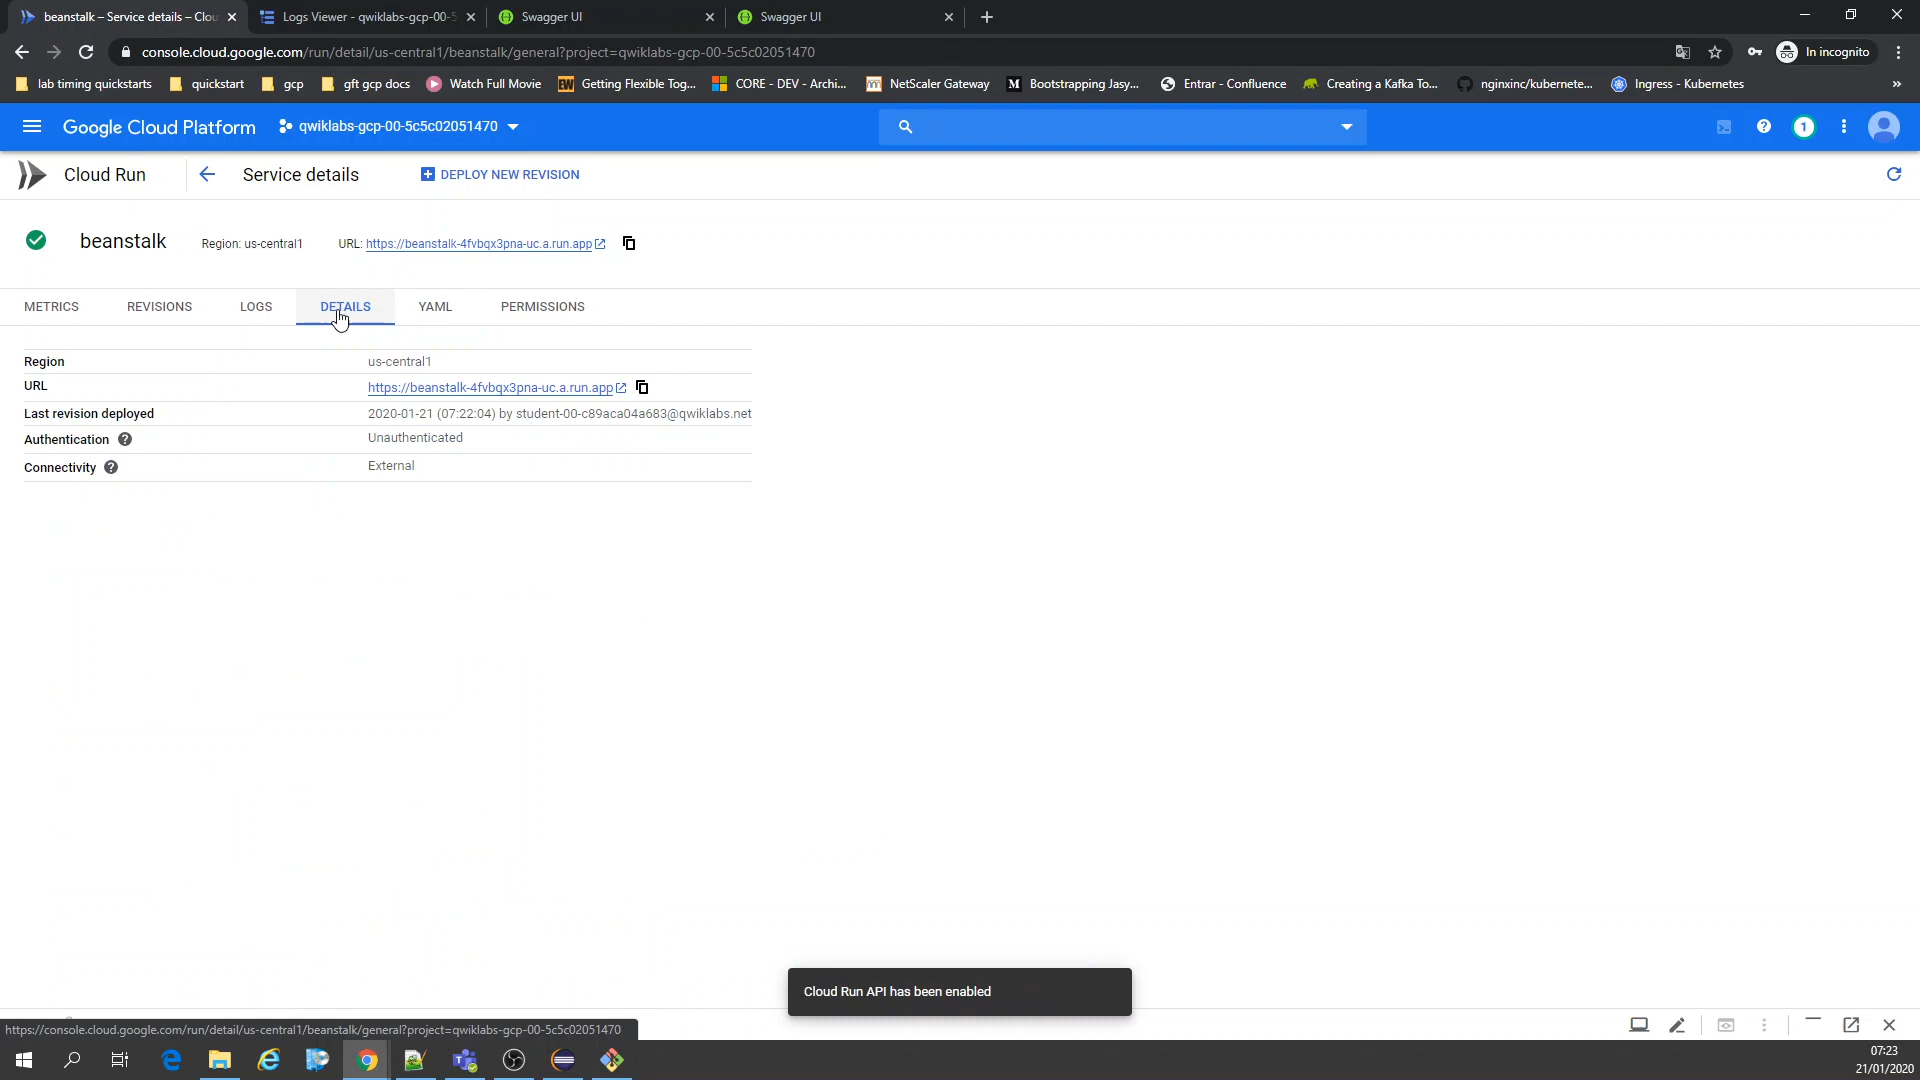 beanstalk – Service details – Clou
Logs Viewer - qwiklabs-gcp-00-5
Swagger UI
Swagger UI
console.cloud.google.com/run/detail/us-central1/beanstalk/general?project=qwiklabs-gcp-00-5c5c02051470
In incognito
lab timing quickstarts
quickstart
gcp
gft gcp docs
Watch Full Movie
Getting Flexible Tog...
CORE - DEV - Archi...
NetScaler Gateway
Bootstrapping Jasy...
Entrar - Confluence
Creating a Kafka To...
nginxinc/kubernete...
Ingress - Kubernetes
»
Google Cloud Platform
qwiklabs-gcp-00-5c5c02051470
1
Cloud Run
Service details
DEPLOY NEW REVISION
beanstalk
Region: us-central1
URL: https://beanstalk-4fvbqx3pna-uc.a.run.app
METRICS
REVISIONS
LOGS
DETAILS
YAML
PERMISSIONS
Region us-central1
URL https://beanstalk-4fvbqx3pna-uc.a.run.app
Last revision deployed 2020-01-21 (07:22:04) by student-00-c89aca04a683@qwiklabs.net
Authentication Unauthenticated
Connectivity External
Cloud Run API has been enabled
https://console.cloud.google.com/run/detail/us-central1/beanstalk/general?project=qwiklabs-gcp-00-5c5c02051470
07:23
21/01/2020